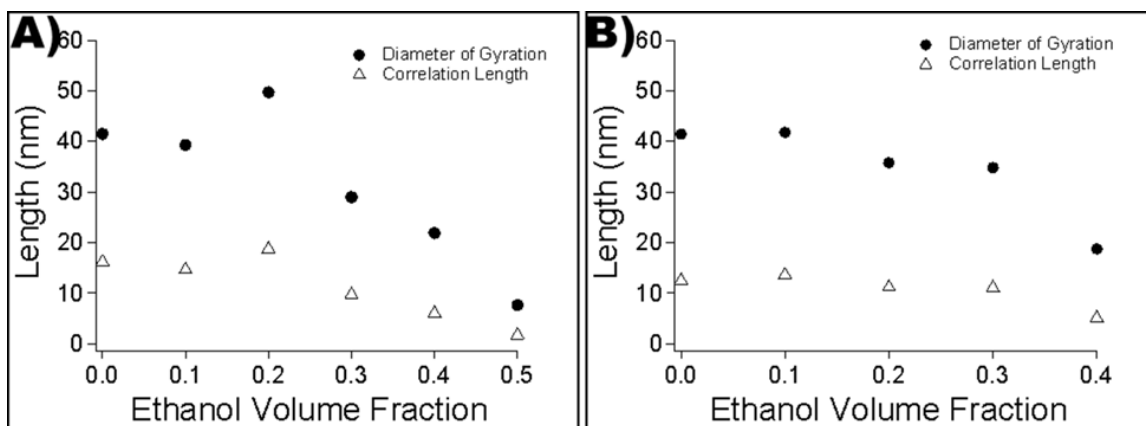 A)
60
50
40
30
20
10
0
Length (nm)
● Diameter of Gyration
△ Correlation Length
0.0 0.1 0.2 0.3 0.4 0.5
Ethanol Volume Fraction
B)
60
50
40
30
20
10
0
Length (nm)
● Diameter of Gyration
△ Correlation Length
0.0 0.1 0.2 0.3 0.4
Ethanol Volume Fraction